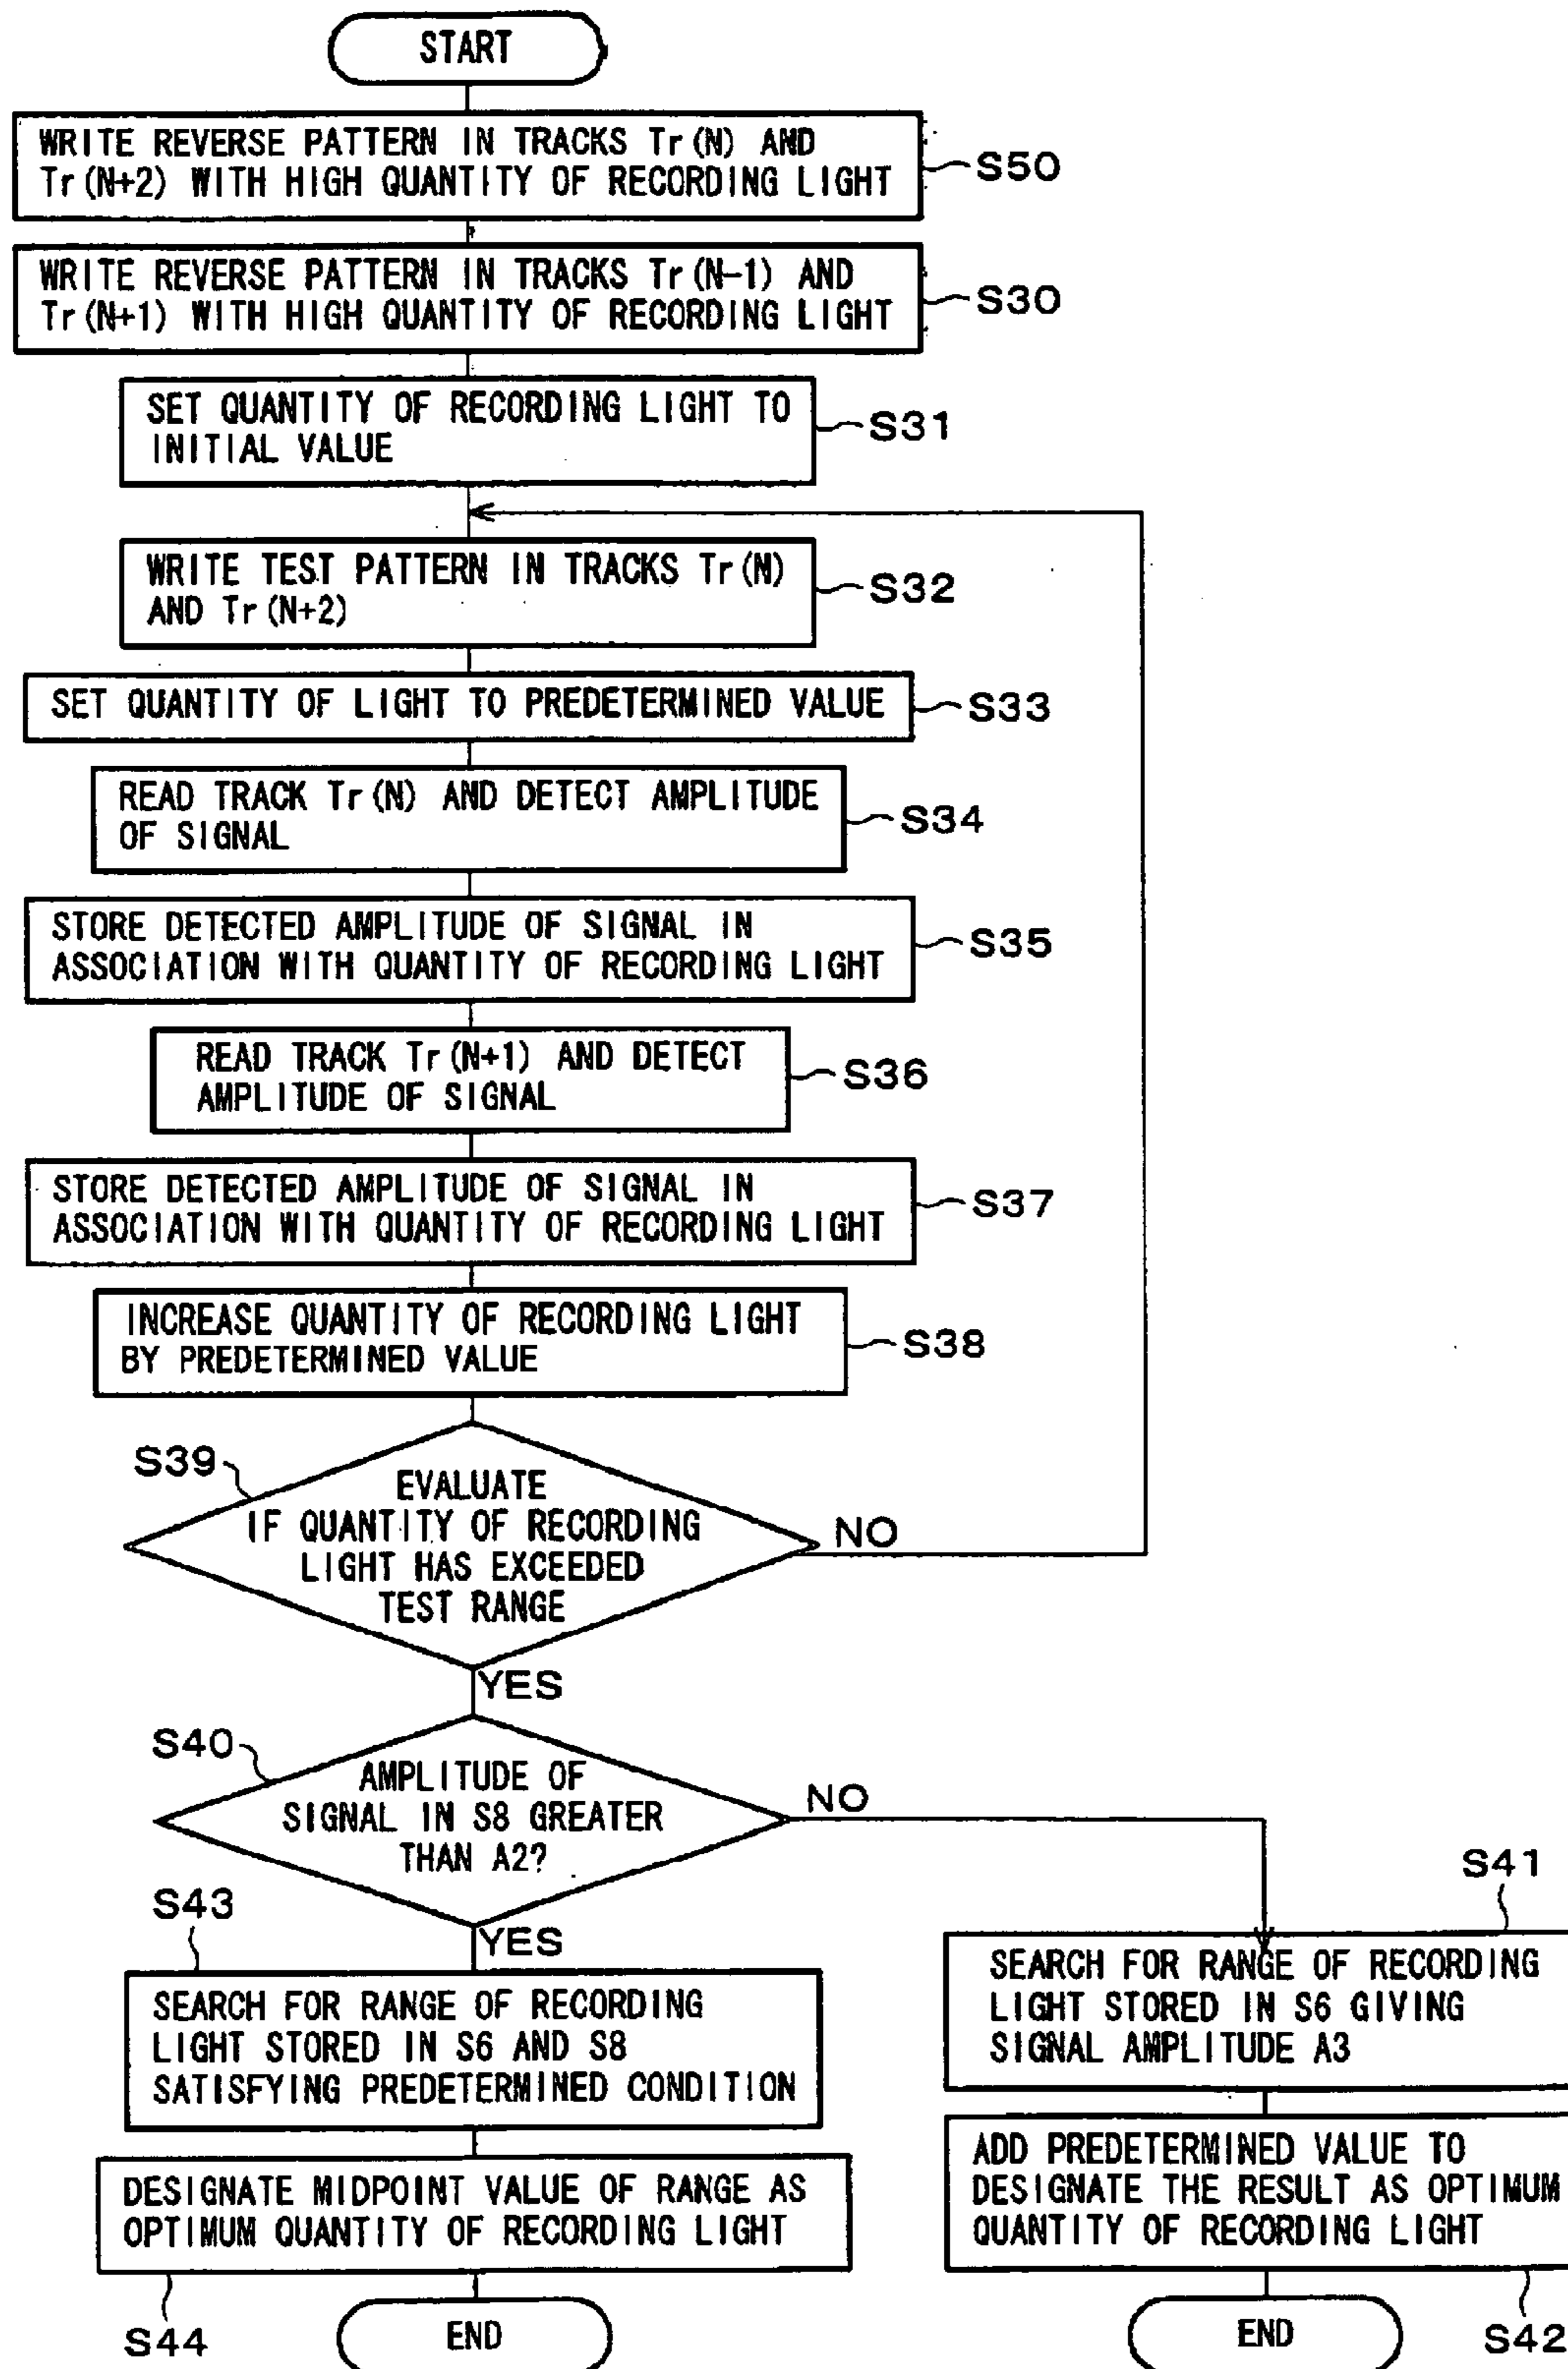 START
WRITE REVERSE PATTERN IN TRACKS Tr(N) AND
Tr(N+2) WITH HIGH QUANTITY OF RECORDING LIGHT
S50
WRITE REVERSE PATTERN IN TRACKS Tr(N-1) AND
Tr(N+1) WITH HIGH QUANTITY OF RECORDING LIGHT
S30
SET QUANTITY OF RECORDING LIGHT TO
INITIAL VALUE
S31
WRITE TEST PATTERN IN TRACKS Tr(N)
AND Tr(N+2)
S32
SET QUANTITY OF LIGHT TO PREDETERMINED VALUE
S33
READ TRACK Tr(N) AND DETECT AMPLITUDE
OF SIGNAL
S34
STORE DETECTED AMPLITUDE OF SIGNAL IN
ASSOCIATION WITH QUANTITY OF RECORDING LIGHT
S35
READ TRACK Tr(N+1) AND DETECT
AMPLITUDE OF SIGNAL
S36
STORE DETECTED AMPLITUDE OF SIGNAL IN
ASSOCIATION WITH QUANTITY OF RECORDING LIGHT
S37
INCREASE QUANTITY OF RECORDING LIGHT
BY PREDETERMINED VALUE
S38
S39
EVALUATE
IF QUANTITY OF RECORDING
LIGHT HAS EXCEEDED
TEST RANGE
NO
YES
S40
AMPLITUDE OF
SIGNAL IN S8 GREATER
THAN A2?
NO
YES
S43
SEARCH FOR RANGE OF RECORDING
LIGHT STORED IN S6 AND S8
SATISFYING PREDETERMINED CONDITION
DESIGNATE MIDPOINT VALUE OF RANGE AS
OPTIMUM QUANTITY OF RECORDING LIGHT
S44
END
S41
SEARCH FOR RANGE OF RECORDING
LIGHT STORED IN S6 GIVING
SIGNAL AMPLITUDE A3
ADD PREDETERMINED VALUE TO
DESIGNATE THE RESULT AS OPTIMUM
QUANTITY OF RECORDING LIGHT
S42
END